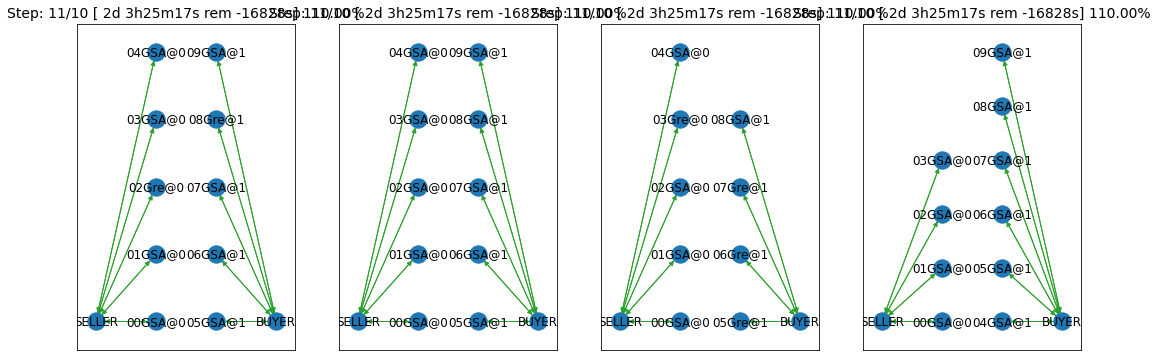 Step: 11/10 [ 2d 3h25m17s rem -16828s] 110.00% Step: 11/10 [ 2d 3h25m17s rem -16828s] 110.00% Step: 11/10 [ 2d 3h25m17s rem -16828s] 110.00% Step: 11/10 [ 2d 3h25m17s rem -16828s] 110.00%
04GSA@0 09GSA@1
03GSA@0 08Gre@1
02Gre@0 07GSA@1
01GSA@0 06GSA@1
SELLER 00GSA@0 05GSA@1 BUYER
04GSA@0 09GSA@1
03GSA@0 08GSA@1
02GSA@0 07GSA@1
01GSA@0 06GSA@1
SELLER 00GSA@0 05GSA@1 BUYER
04GSA@0
03Gre@0 08GSA@1
02GSA@0 07Gre@1
01GSA@0 06Gre@1
SELLER 00GSA@0 05Gre@1 BUYER
09GSA@1
08GSA@1
03GSA@0 07GSA@1
02GSA@0 06GSA@1
01GSA@0 05GSA@1
SELLER 00GSA@0 04GSA@1 BUYER